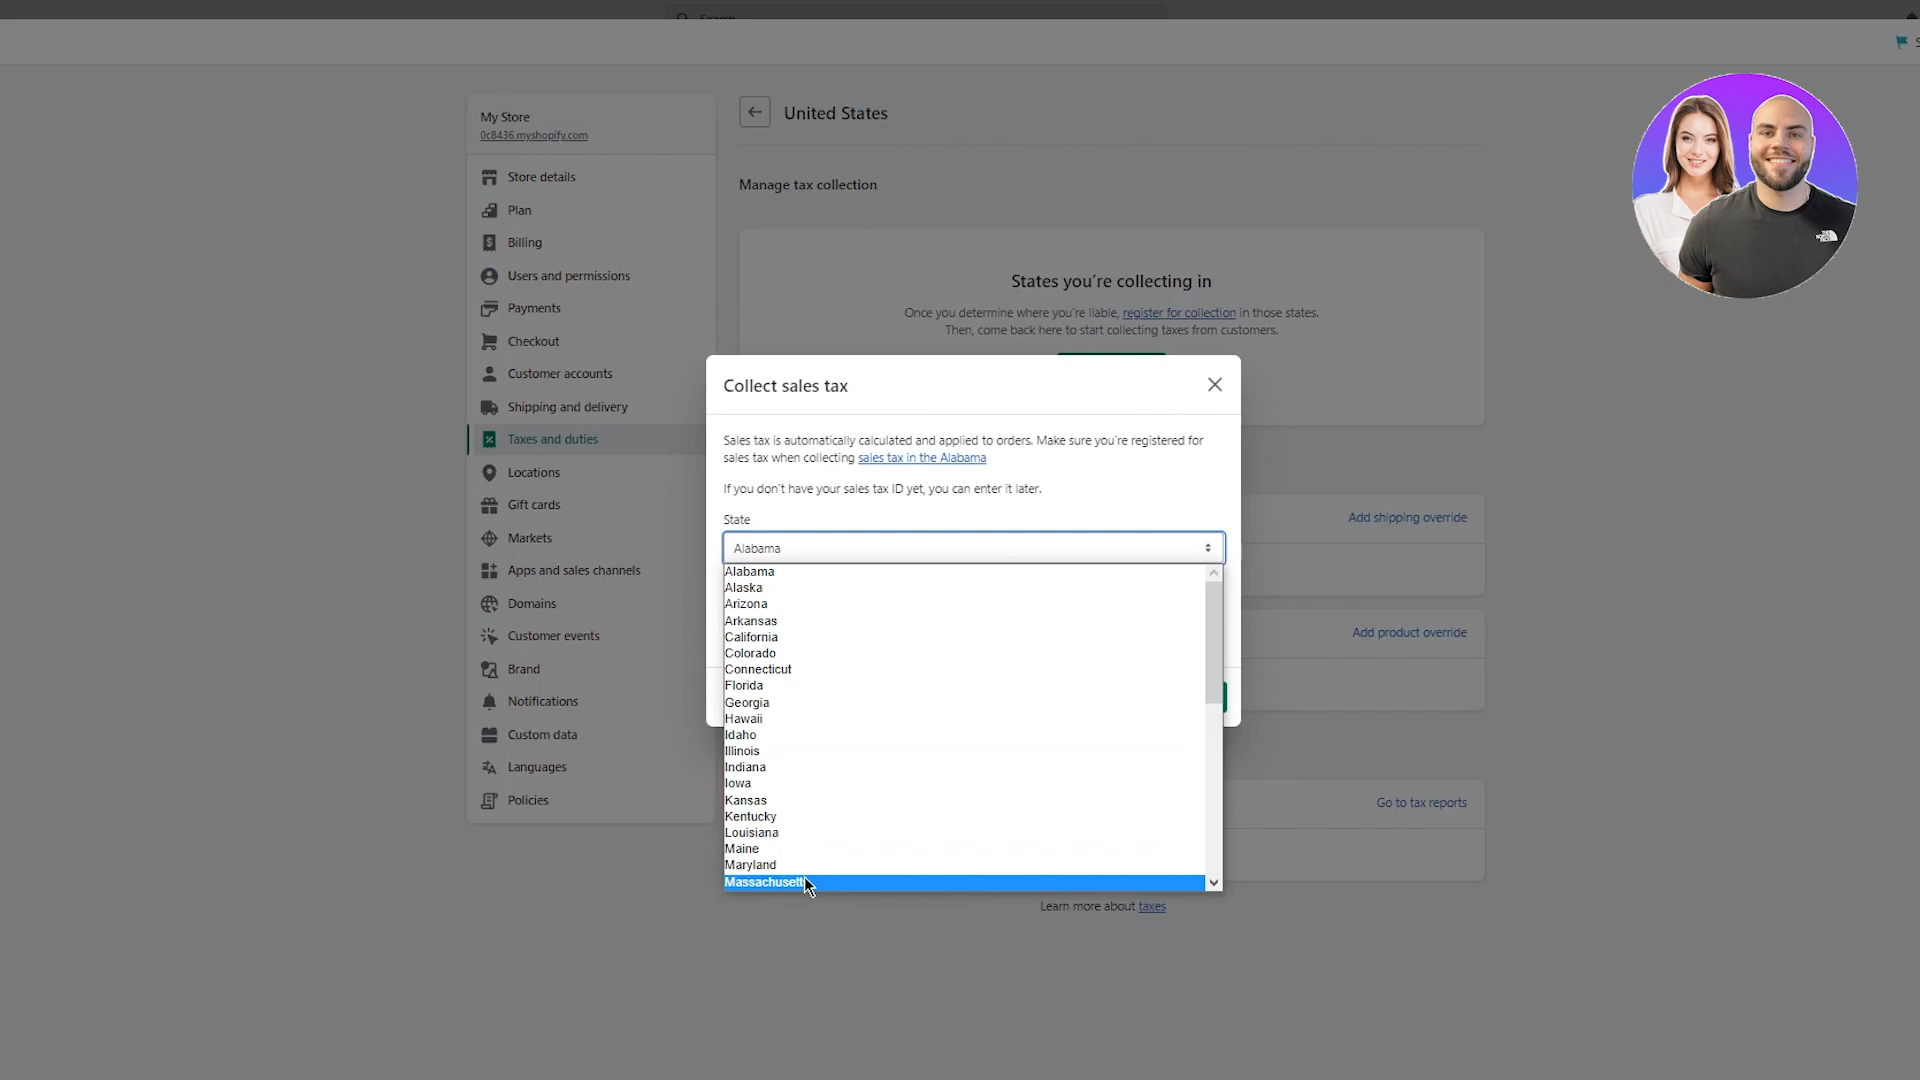 Search
My Store
0c8436.myshopify.com
Store details
Plan
Billing
Users and permissions
Payments
Checkout
Customer accounts
Shipping and delivery
Taxes and duties
Locations
Gift cards
Markets
Apps and sales channels
Domains
Customer events
Brand
Notifications
Custom data
Languages
Policies
United States
Manage tax collection
States you're collecting in
Once you determine where you're liable, register for collection in those states.
Then, come back here to start collecting taxes from customers.
Collect sales tax
Sales tax is automatically calculated and applied to orders. Make sure you're registered for
sales tax when collecting sales tax in the Alabama
If you don't have your sales tax ID yet, you can enter it later.
State
Alabama
Alabama
Alaska
Arizona
Arkansas
California
Colorado
Connecticut
Florida
Georgia
Hawaii
Idaho
Illinois
Indiana
Iowa
Kansas
Kentucky
Louisiana
Maine
Maryland
Massachusetts
Add shipping override
Add product override
Go to tax reports
Learn more about taxes
THE NORTH FACE